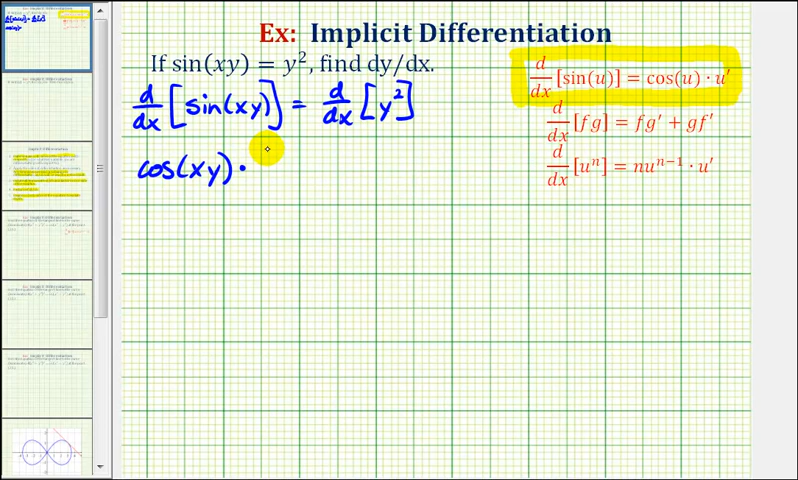 Ex: Implicit Differentiation
If sin(xy) = y², find dy/dx.
d/dx [sin(xy)] = d/dx [y²]
cos(xy) ·
d/dx [sin(u)] = cos(u) · u′
d/dx [fg] = fg′ + gf′
d/dx [uⁿ] = nuⁿ⁻¹ · u′